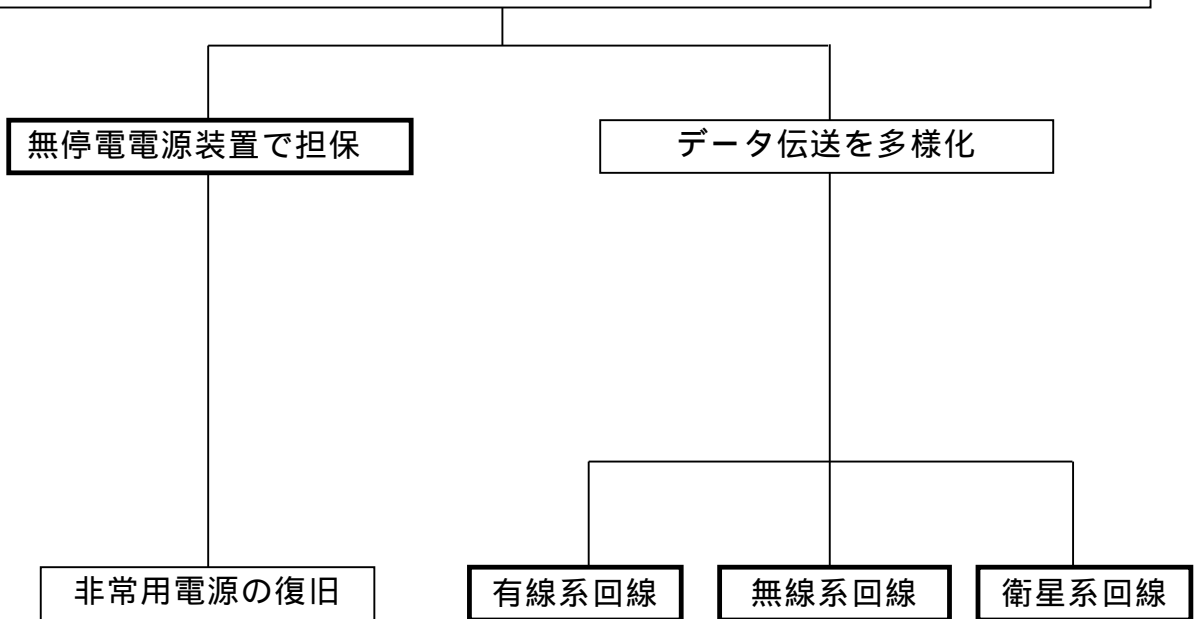 無停電電源装置で担保
データ伝送を多様化
非常用電源の復旧
有線系回線
無線系回線
衛星系回線